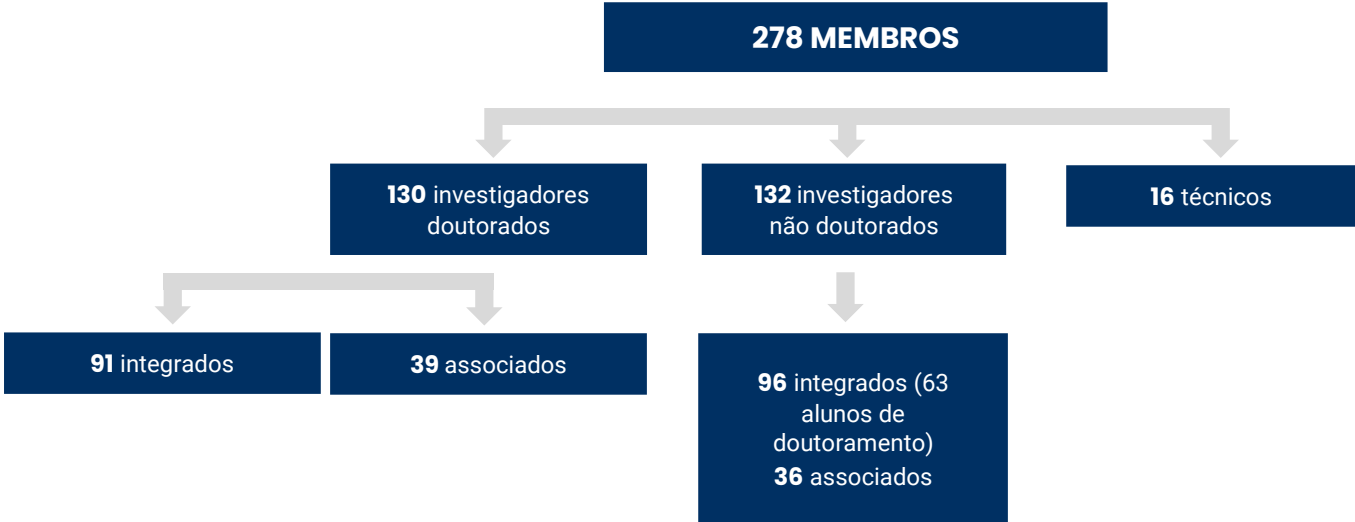 278 MEMBROS
130 investigadores
doutorados
132 investigadores
não doutorados
16 técnicos
91 integrados
39 associados
96 integrados (63
alunos de
doutoramento)
36 associados